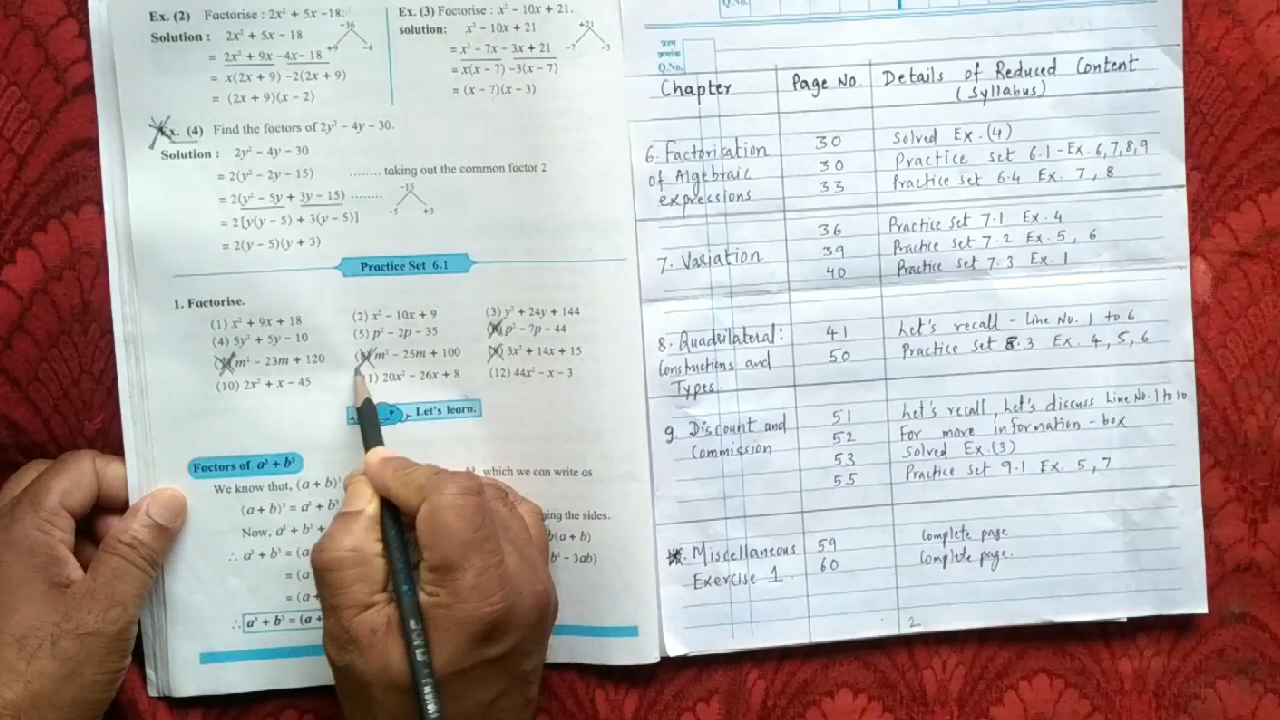 Ex. (2) Factorise : 2x² + 5x - 18.
Solution : 2x² + 5x - 18
-36
+9 -4
= 2x² + 9x - 4x - 18
= x(2x + 9) - 2(2x + 9)
= (2x + 9)(x - 2)
Ex. (3) Factorise : x² - 10x + 21.
solution: x² - 10x + 21
+21
-7 -3
= x² - 7x - 3x + 21
= x(x - 7) - 3(x - 7)
= (x - 7)(x - 3)
Ex. (4) Find the factors of 2y² - 4y - 30.
Solution : 2y² - 4y - 30
= 2(y² - 2y - 15) ........ taking out the common factor 2
= 2(y² - 5y + 3y - 15) ........
-15
-5 +3
= 2 [y(y - 5) + 3(y - 5)]
= 2(y - 5)(y + 3)
Practice Set 6.1
1. Factorise.
(1) x² + 9x + 18 (2) x² - 10x + 9 (3) y² + 24y + 144
(4) 5y² + 5y - 10 (5) p² - 2p - 35 p² - 7p - 44
m² - 23m + 120 m² - 25m + 100 3x² + 14x + 15
(10) 2x² + x - 45 1) 20x² - 26x + 8 (12) 44x² - x - 3
Let's learn.
Factors of a³ + b³
We know that, (a + b)³ which we can write as
(a + b)³ = a³ + b³ ging the sides.
Now, a³ + b³ + b(a + b)
∴ a³ + b³ = (a - 3ab)
= (a
= (a +
∴ a³ + b³ = (a +
Q.No.
प्रश्न
क्रमांक
Q.No.
Chapter Page No. Details of Reduced Content
(Syllabus)
6. Factorisation of Algebraic expressions
30 Solved Ex. (4)
30 Practice set 6.1 - Ex. 6, 7, 8, 9
33 Practice set 6.4 Ex. 7, 8
7. Variation
36 Practice set 7.1 Ex. 4
39 Practice set 7.2 Ex. 5, 6
40 Practice set 7.3 Ex. 1
8. Quadrilateral: Constructions and Types.
41 Let's recall - Line No. 1 to 6
50 Practice set 8.3 Ex. 4, 5, 6
9. Discount and Commission
51 Let's recall, Let's discuss Line No. 1 to 10
52 For more information - box
53 Solved Ex. (3)
55 Practice set 9.1 Ex. 5, 7
Miscellaneous Exercise 1.
59 Complete page
60 Complete page.
2